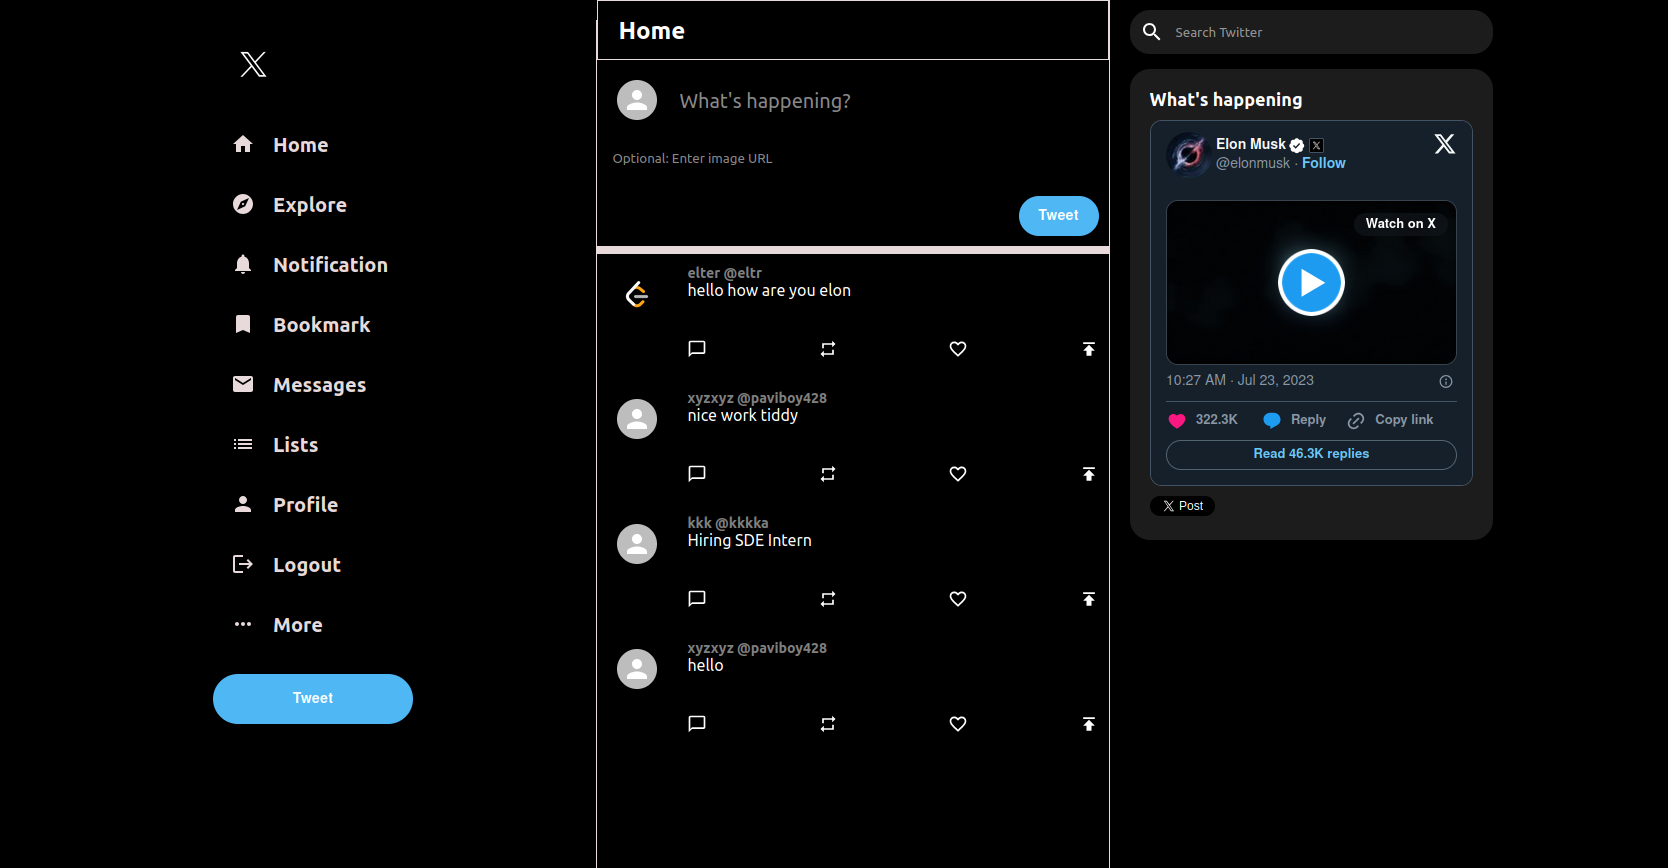 Home
Explore
Notification
Bookmark
Messages
Lists
Profile
Logout
More
Tweet
Home
What's happening?
Optional: Enter image URL
Tweet
elter @eltr
hello how are you elon
xyzxyz @paviboy428
nice work tiddy
kkk @kkkka
Hiring SDE Intern
xyzxyz @paviboy428
hello
Search Twitter
What's happening
Elon Musk
@elonmusk · Follow
Watch on X
10:27 AM · Jul 23, 2023
322.3K Reply Copy link
Read 46.3K replies
Post